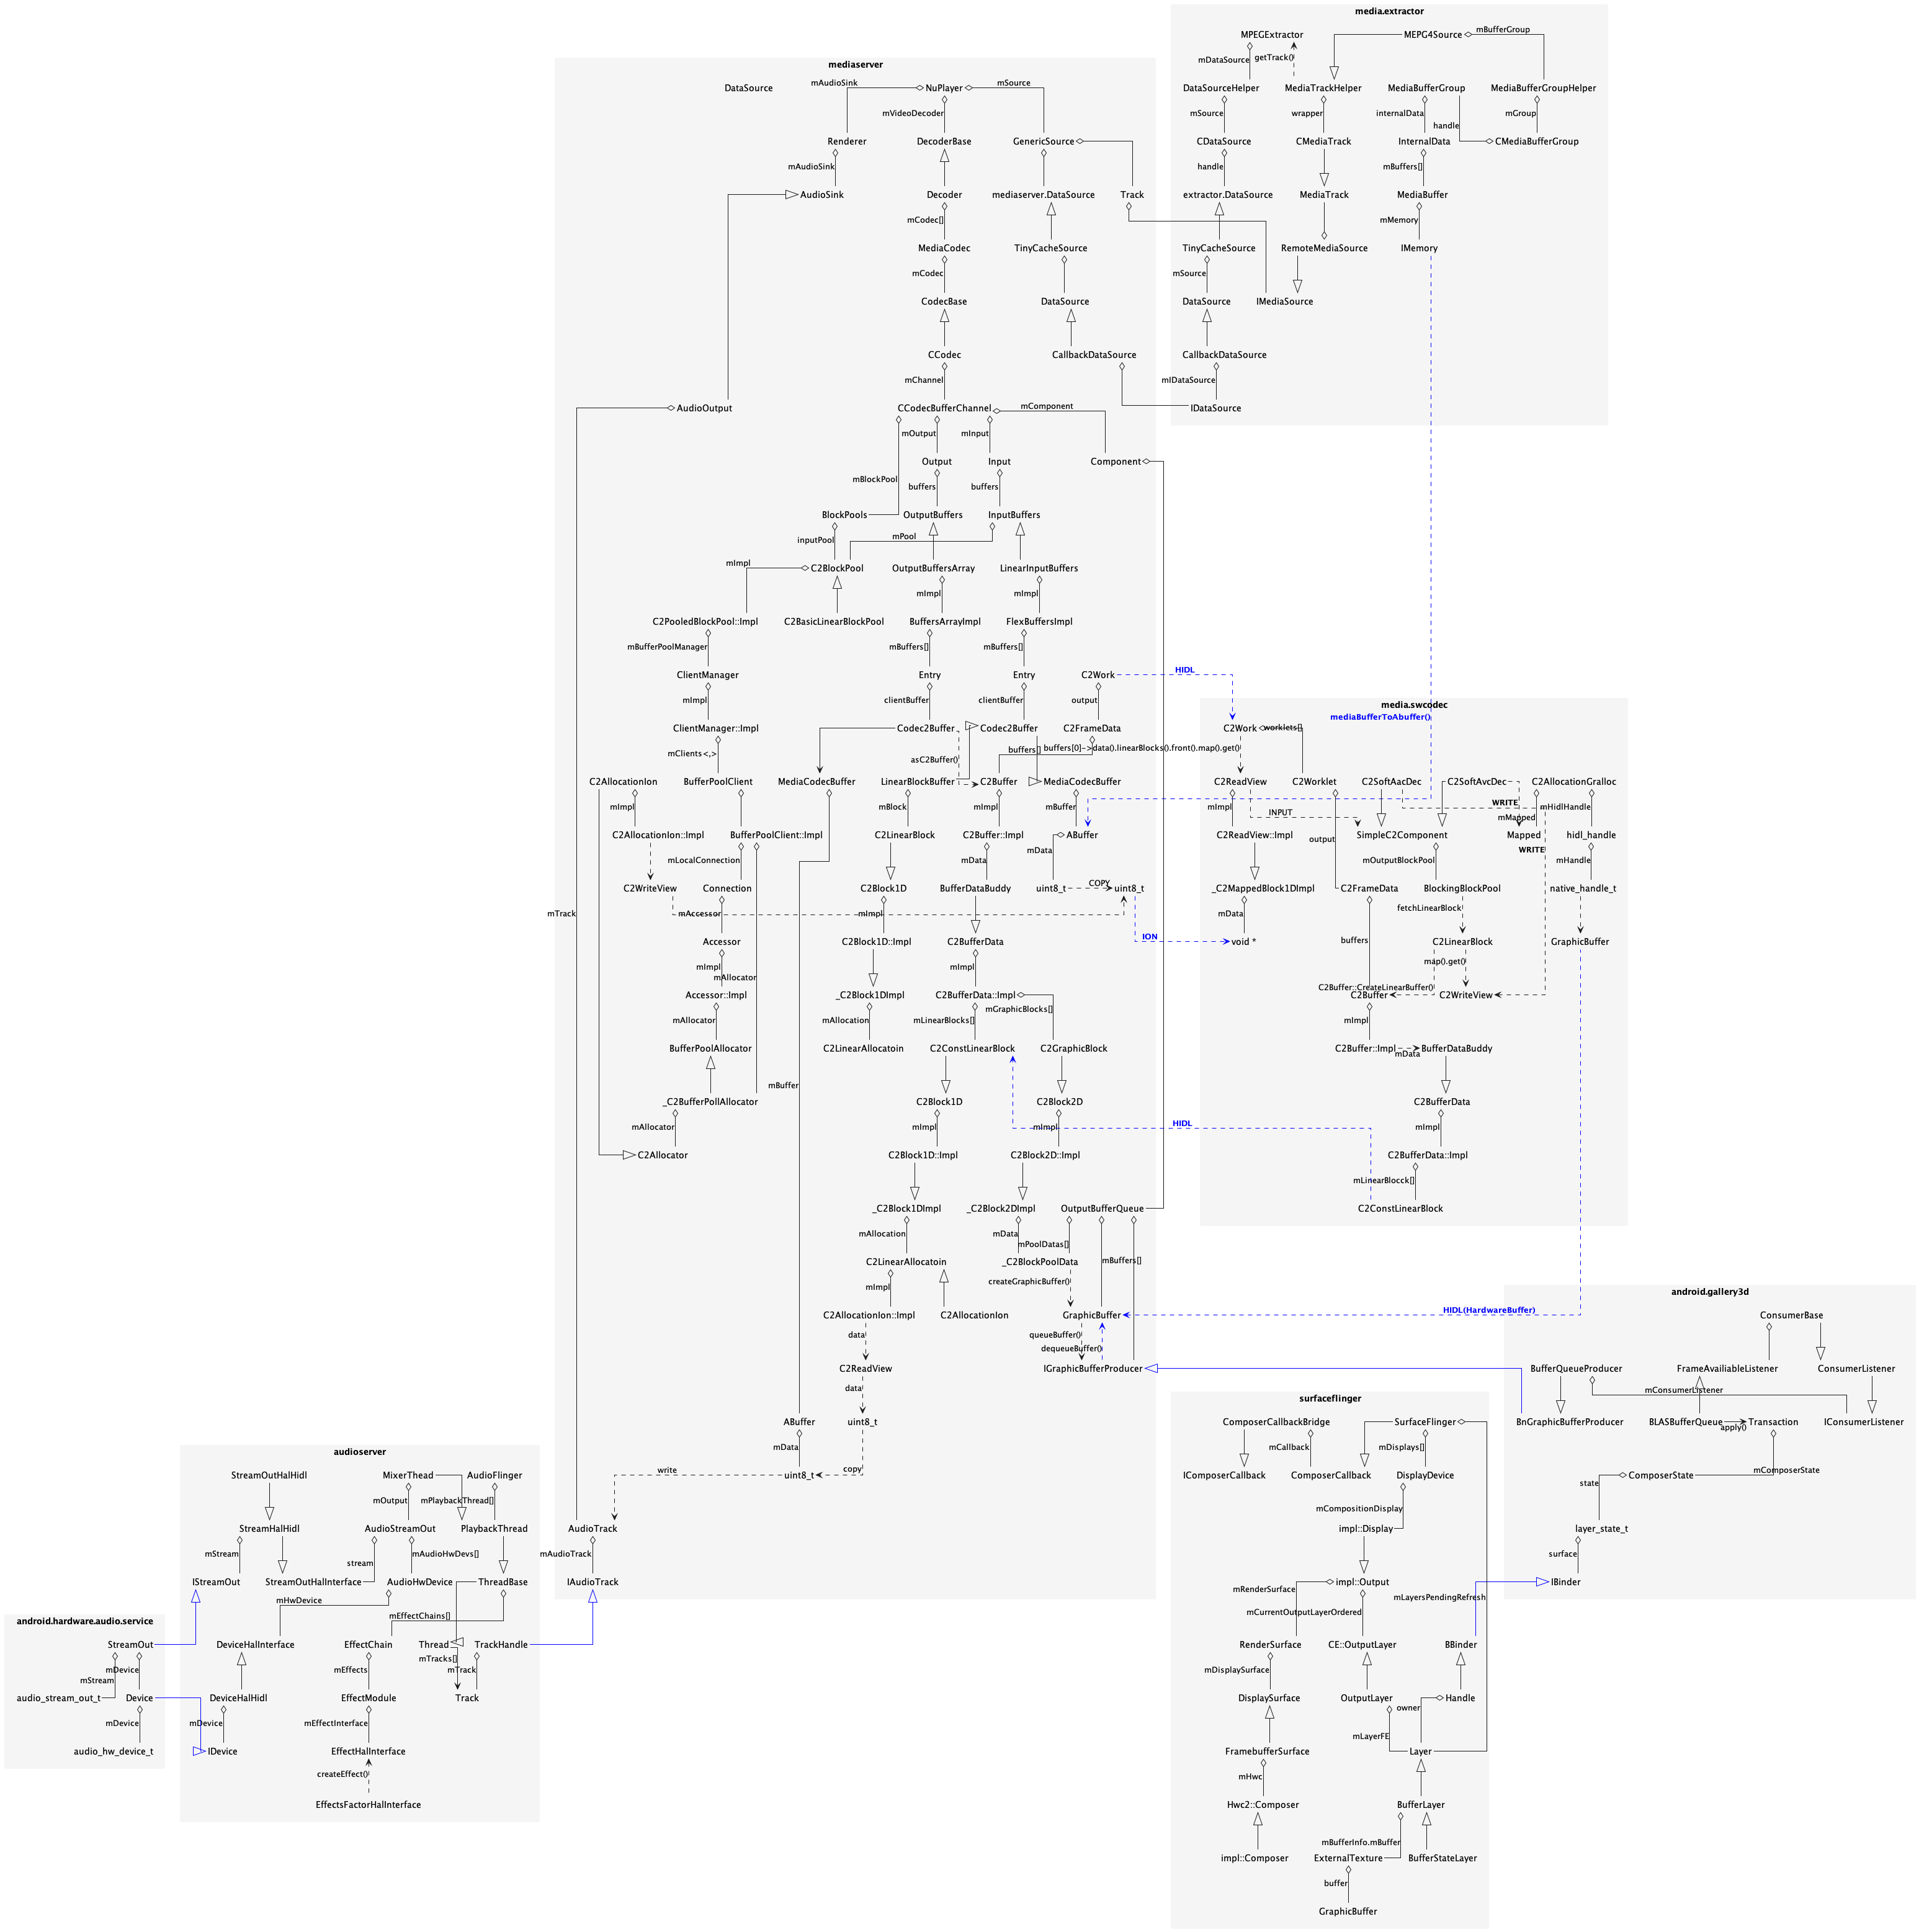 media.extractor
MPEGExtractor
MEPG4Source
mBufferGroup
mDataSource
getTrack()
DataSourceHelper
MediaTrackHelper
MediaBufferGroup
MediaBufferGroupHelper
mSource
wrapper
internalData
handle
mGroup
CDataSource
CMediaTrack
InternalData
CMediaBufferGroup
handle
mBuffers[]
extractor.DataSource
MediaTrack
MediaBuffer
mMemory
TinyCacheSource
RemoteMediaSource
IMemory
mSource
DataSource
IMediaSource
CallbackDataSource
mIDataSource
IDataSource
mediaserver
DataSource
mAudioSink
NuPlayer
mSource
mVideoDecoder
Renderer
DecoderBase
GenericSource
mAudioSink
AudioSink
Decoder
mediaserver.DataSource
Track
mCodec[]
MediaCodec
TinyCacheSource
mCodec
CodecBase
DataSource
CCodec
CallbackDataSource
mChannel
AudioOutput
CCodecBufferChannel
mComponent
mOutput
mInput
Output
Input
Component
mBlockPool
buffers
buffers
BlockPools
OutputBuffers
InputBuffers
inputPool
mPool
mImpl
C2BlockPool
OutputBuffersArray
LinearInputBuffers
mImpl
mImpl
C2PooledBlockPool::Impl
C2BasicLinearBlockPool
BuffersArrayImpl
FlexBuffersImpl
mBufferPoolManager
mBuffers[]
mBuffers[]
ClientManager
Entry
Entry
C2Work
HIDL
mImpl
clientBuffer
clientBuffer
output
ClientManager::Impl
Codec2Buffer
Codec2Buffer
C2FrameData
mClients<,>
asC2Buffer()
buffers[]
buffers[0]->data().linearBlocks().front().map().get()
C2AllocationIon
BufferPoolClient
MediaCodecBuffer
LinearBlockBuffer
C2Buffer
MediaCodecBuffer
mImpl
mBlock
mImpl
mBuffer
C2AllocationIon::Impl
BufferPoolClient::Impl
C2LinearBlock
C2Buffer::Impl
ABuffer
mLocalConnection
mData
mData
C2WriteView
Connection
C2Block1D
BufferDataBuddy
uint8_t
COPY
uint8_t
mTrack
mAccessor
mImpl
Accessor
C2Block1D::Impl
C2BufferData
ION
mImpl
mAllocator
mImpl
Accessor::Impl
_C2Block1DImpl
C2BufferData::Impl
mGraphicBlocks[]
mAllocator
mAllocation
mLinearBlocks[]
BufferPoolAllocator
C2LinearAllocatoin
C2ConstLinearBlock
C2GraphicBlock
mBuffer
_C2BufferPollAllocator
C2Block1D
C2Block2D
mAllocator
mImpl
mImpl
HIDL
C2Allocator
C2Block1D::Impl
C2Block2D::Impl
_C2Block1DImpl
_C2Block2DImpl
OutputBufferQueue
mAllocation
mData
mPoolDatas[]
mBuffers[]
C2LinearAllocatoin
_C2BlockPoolData
mImpl
createGraphicBuffer()
C2AllocationIon::Impl
C2AllocationIon
GraphicBuffer
HIDL(HardwareBuffer)
data
queueBuffer()
dequeueBuffer()
C2ReadView
IGraphicBufferProducer
data
ABuffer
uint8_t
mData
write
uint8_t
copy
AudioTrack
mAudioTrack
IAudioTrack
media.swcodec
mediaBufferToAbuffer()
C2Work
worklets[]
C2ReadView
C2Worklet
C2SoftAacDec
C2SoftAvcDec
C2AllocationGralloc
mImpl
INPUT
WRITE
mHidlHandle
mMapped
C2ReadView::Impl
SimpleC2Component
Mapped
hidl_handle
output
mOutputBlockPool
WRITE
mHandle
_C2MappedBlock1DImpl
C2FrameData
BlockingBlockPool
native_handle_t
mData
fetchLinearBlock
void *
buffers
C2LinearBlock
GraphicBuffer
map().get()
C2Buffer::CreateLinearBuffer()
C2Buffer
C2WriteView
mImpl
C2Buffer::Impl
mData
BufferDataBuddy
C2BufferData
mImpl
C2BufferData::Impl
mLinearBlocck[]
C2ConstLinearBlock
android.gallery3d
ConsumerBase
BufferQueueProducer
FrameAvailiableListener
ConsumerListener
mConsumerListener
BnGraphicBufferProducer
BLASBufferQueue
apply()
Transaction
IConsumerListener
ComposerState
mComposerState
state
layer_state_t
surface
IBinder
surfaceflinger
ComposerCallbackBridge
SurfaceFlinger
mCallback
mDisplays[]
IComposerCallback
ComposerCallback
DisplayDevice
mCompositionDisplay
impl::Display
impl::Output
mRenderSurface
mLayersPendingRefresh
mCurrentOutputLayerOrdered
RenderSurface
CE::OutputLayer
BBinder
mDisplaySurface
DisplaySurface
OutputLayer
owner
Handle
mLayerFE
FramebufferSurface
Layer
mHwc
Hwc2::Composer
BufferLayer
mBufferInfo.mBuffer
impl::Composer
ExternalTexture
BufferStateLayer
buffer
GraphicBuffer
audioserver
StreamOutHalHidl
MixerThead
AudioFlinger
mOutput
mPlaybackThread[]
StreamHalHidl
AudioStreamOut
PlaybackThread
mStream
stream
mAudioHwDevs[]
IStreamOut
StreamOutHalInterface
AudioHwDevice
ThreadBase
mHwDevice
mEffectChains[]
DeviceHalInterface
EffectChain
Thread
TrackHandle
mEffects
mTracks[]
mTrack
DeviceHalHidl
EffectModule
Track
mDevice
mEffectInterface
IDevice
EffectHalInterface
createEffect()
EffectsFactorHalInterface
android.hardware.audio.service
StreamOut
mDevice
mStream
audio_stream_out_t
Device
mDevice
audio_hw_device_t